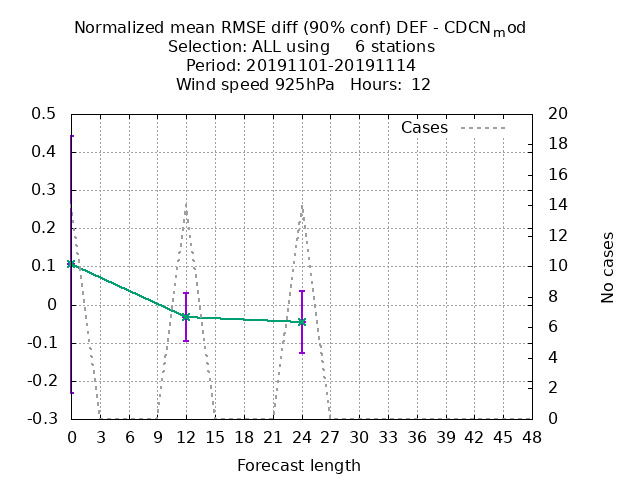 Normalized mean RMSE diff (90% conf) DEF - CDCNmod
Selection: ALL using 6 stations
Period: 20191101-20191114
Wind speed 925hPa Hours: 12
Cases
0.5
0.4
0.3
0.2
0.1
0
-0.1
-0.2
-0.3
20
18
16
14
12
10
8
6
4
2
0
No cases
0 3 6 9 12 15 18 21 24 27 30 33 36 39 42 45 48
Forecast length